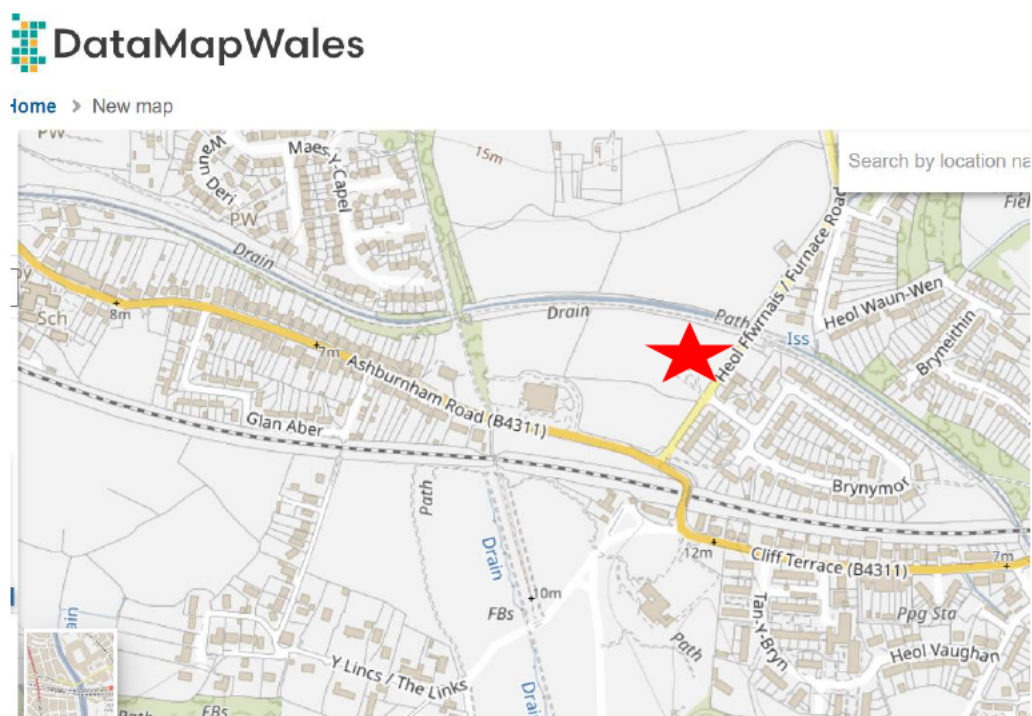 DataMapWales
Home > New map
PW
Waun Deri
Maes-Y-Capel
15m
Search by location na
Fiel
PW
Drain
Heol Ffwrnais / Furnace Road
Drain
Path
Iss
Heol Waun-Wen
Bryneithin
Sch
8m
7m
Ashburnham Road (B4311)
Glan Aber
Brynymor
Path
Drain
12m
Cliff Terrace (B4311)
7m
10m
FBs
Tan-Y-Bryn
Ppg Sta
Path
Heol Vaughan
Y Lincs / The Links
Path
FBs